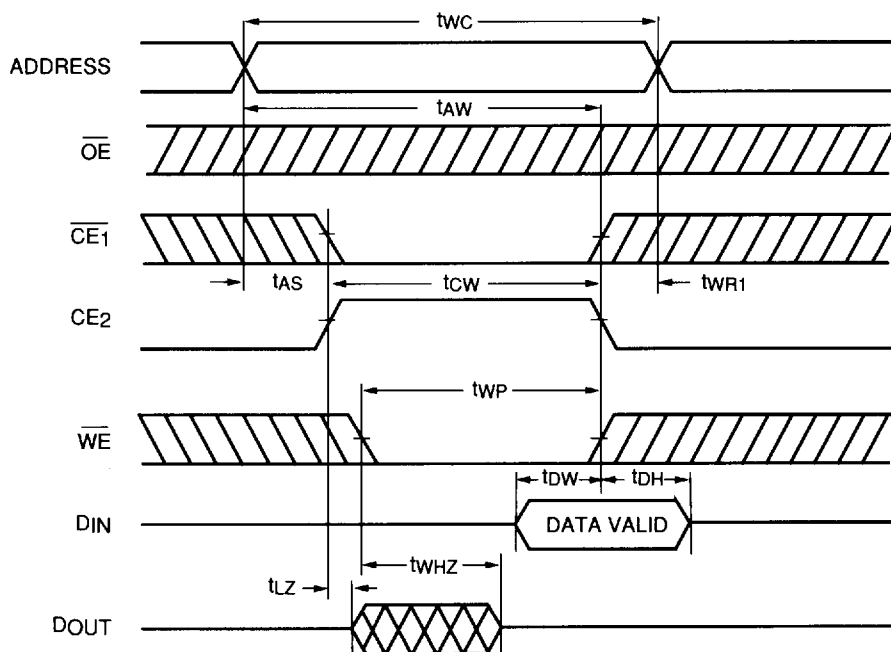 tWC
ADDRESS
tAW
OE
CE1
tAS
tCW
tWR1
CE2
tWP
WE
tDW
tDH
DIN
DATA VALID
tWHZ
tLZ
DOUT